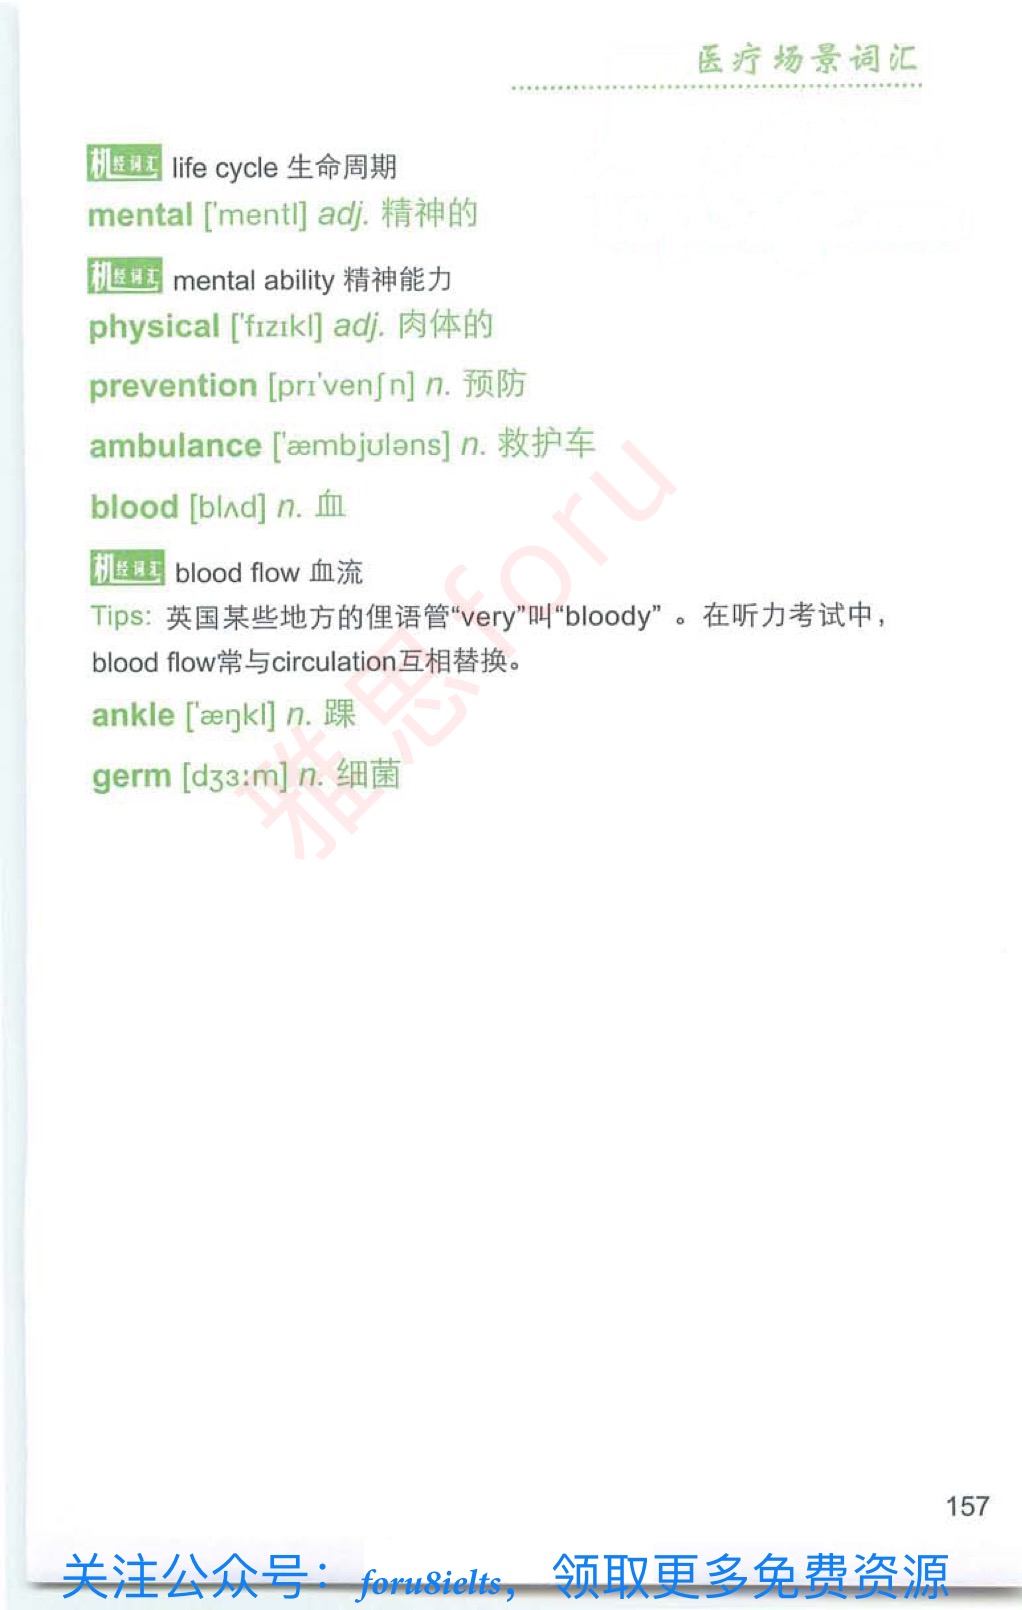 医疗场景词汇
机经词汇 life cycle 生命周期
mental ['mentl] adj. 精神的
机经词汇 mental ability 精神能力
physical ['fɪzɪkl] adj. 肉体的
prevention [prɪ'venʃn] n. 预防
ambulance ['æmbjʊləns] n. 救护车
blood [blʌd] n. 血
机经词汇 blood flow 血流
Tips: 英国某些地方的俚语管“very”叫“bloody”。在听力考试中，
blood flow常与circulation互相替换。
ankle ['æŋkl] n. 踝
germ [dʒɜːm] n. 细菌
雅思foru
157
关注公众号：foru8ielts，领取更多免费资源